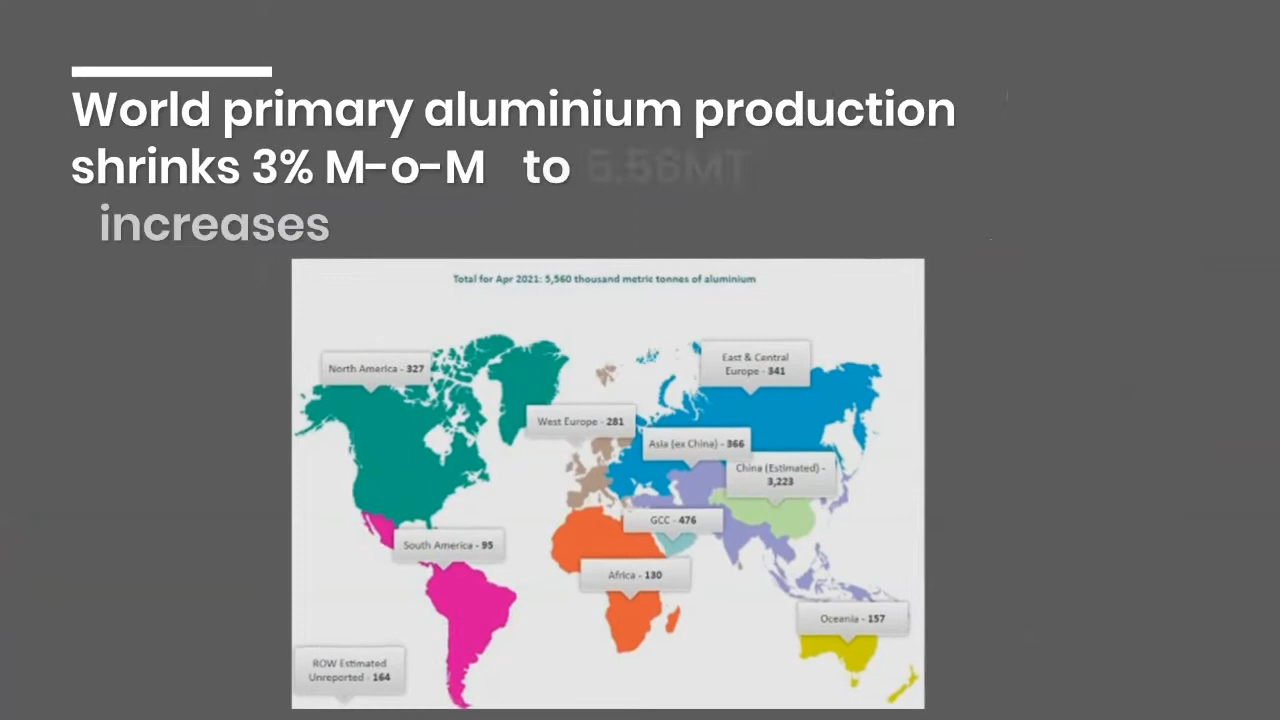 World primary aluminium production
shrinks 3% M-o-M to 5.56MT
increases
Total for Apr 2021: 5,560 thousand metric tonnes of aluminium
North America - 327
East & Central
Europe - 341
West Europe - 281
Asia (ex China) - 366
China (Estimated) -
3,223
GCC - 476
South America - 95
Africa - 130
Oceania - 157
ROW Estimated
Unreported - 164